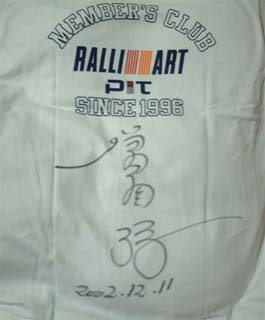 MEMBER'S CLUB
RALLI ART
PIT
SINCE 1996
2002.12.11